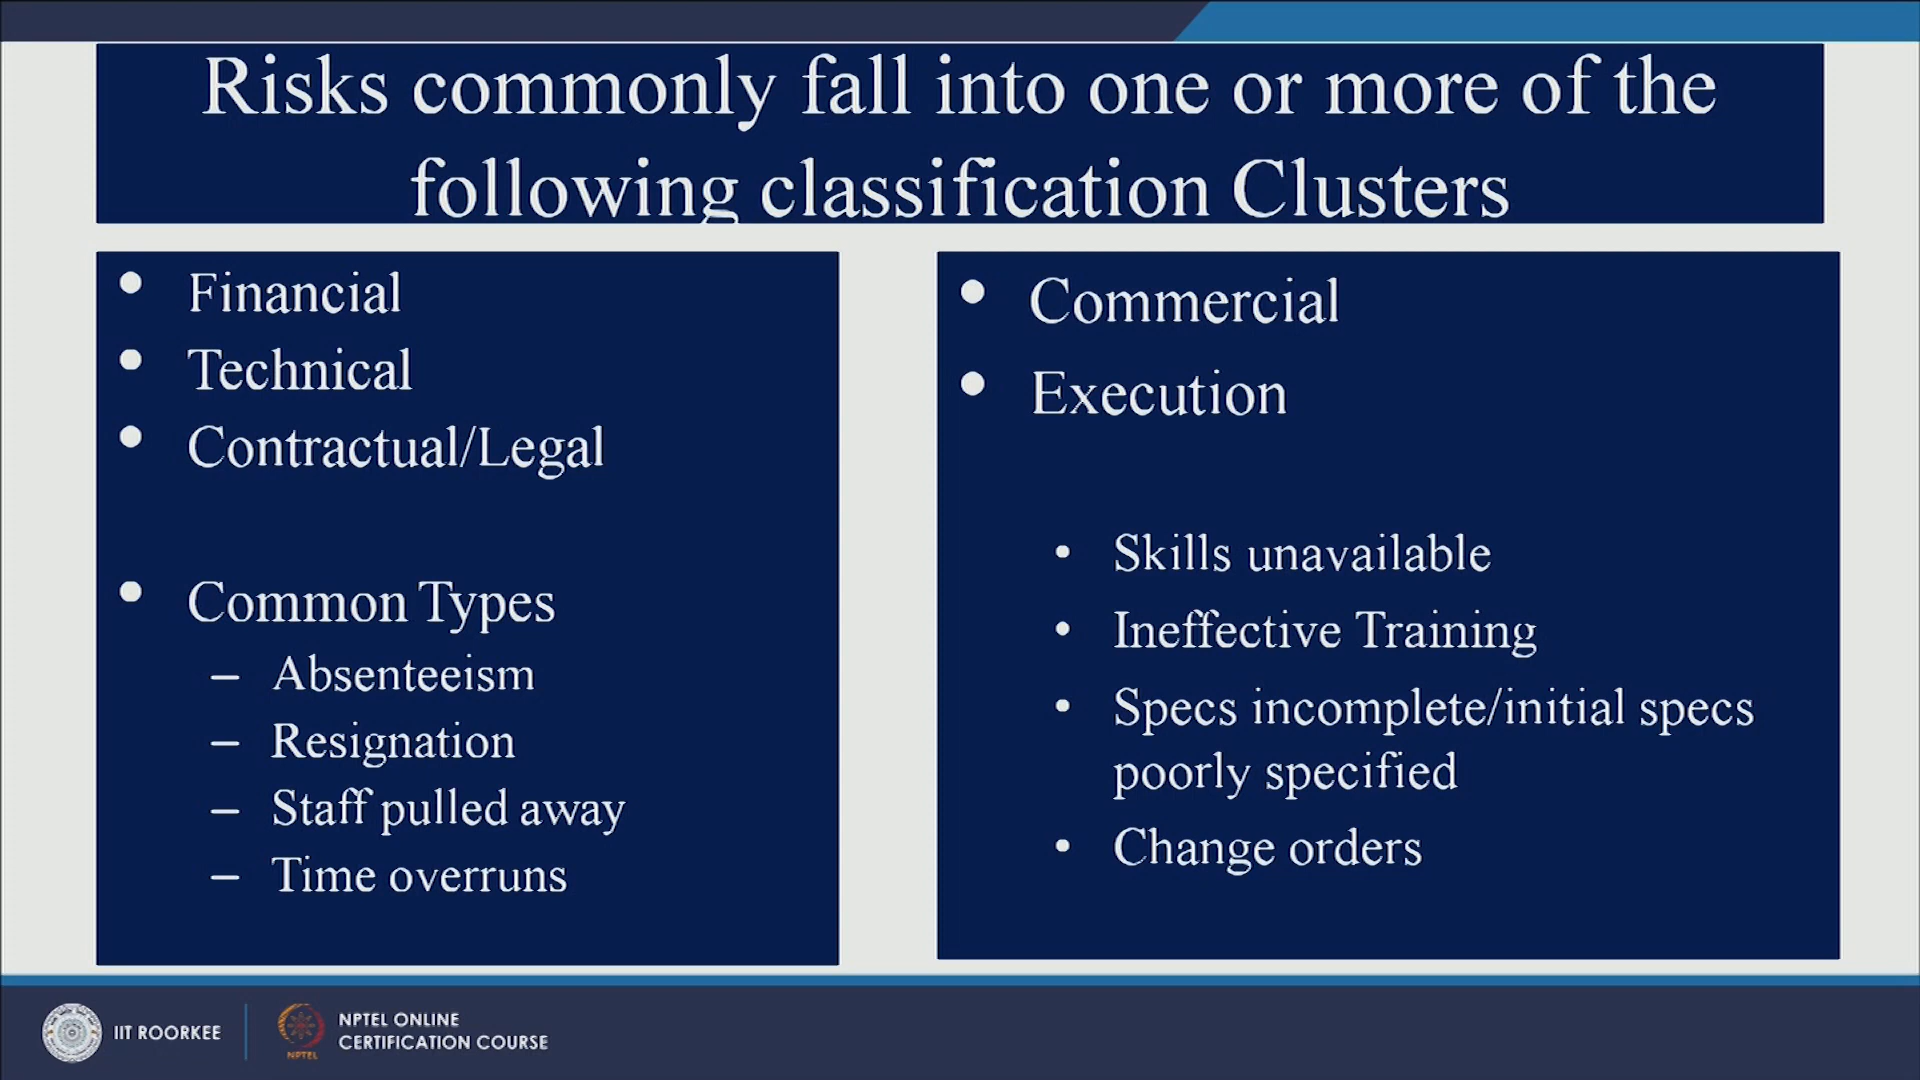 Risks commonly fall into one or more of the
following classification Clusters
• Financial
• Technical
• Contractual/Legal
• Common Types
– Absenteeism
– Resignation
– Staff pulled away
– Time overruns
• Commercial
• Execution
• Skills unavailable
• Ineffective Training
• Specs incomplete/initial specs
poorly specified
• Change orders
IIT ROORKEE
NPTEL
NPTEL ONLINE
CERTIFICATION COURSE